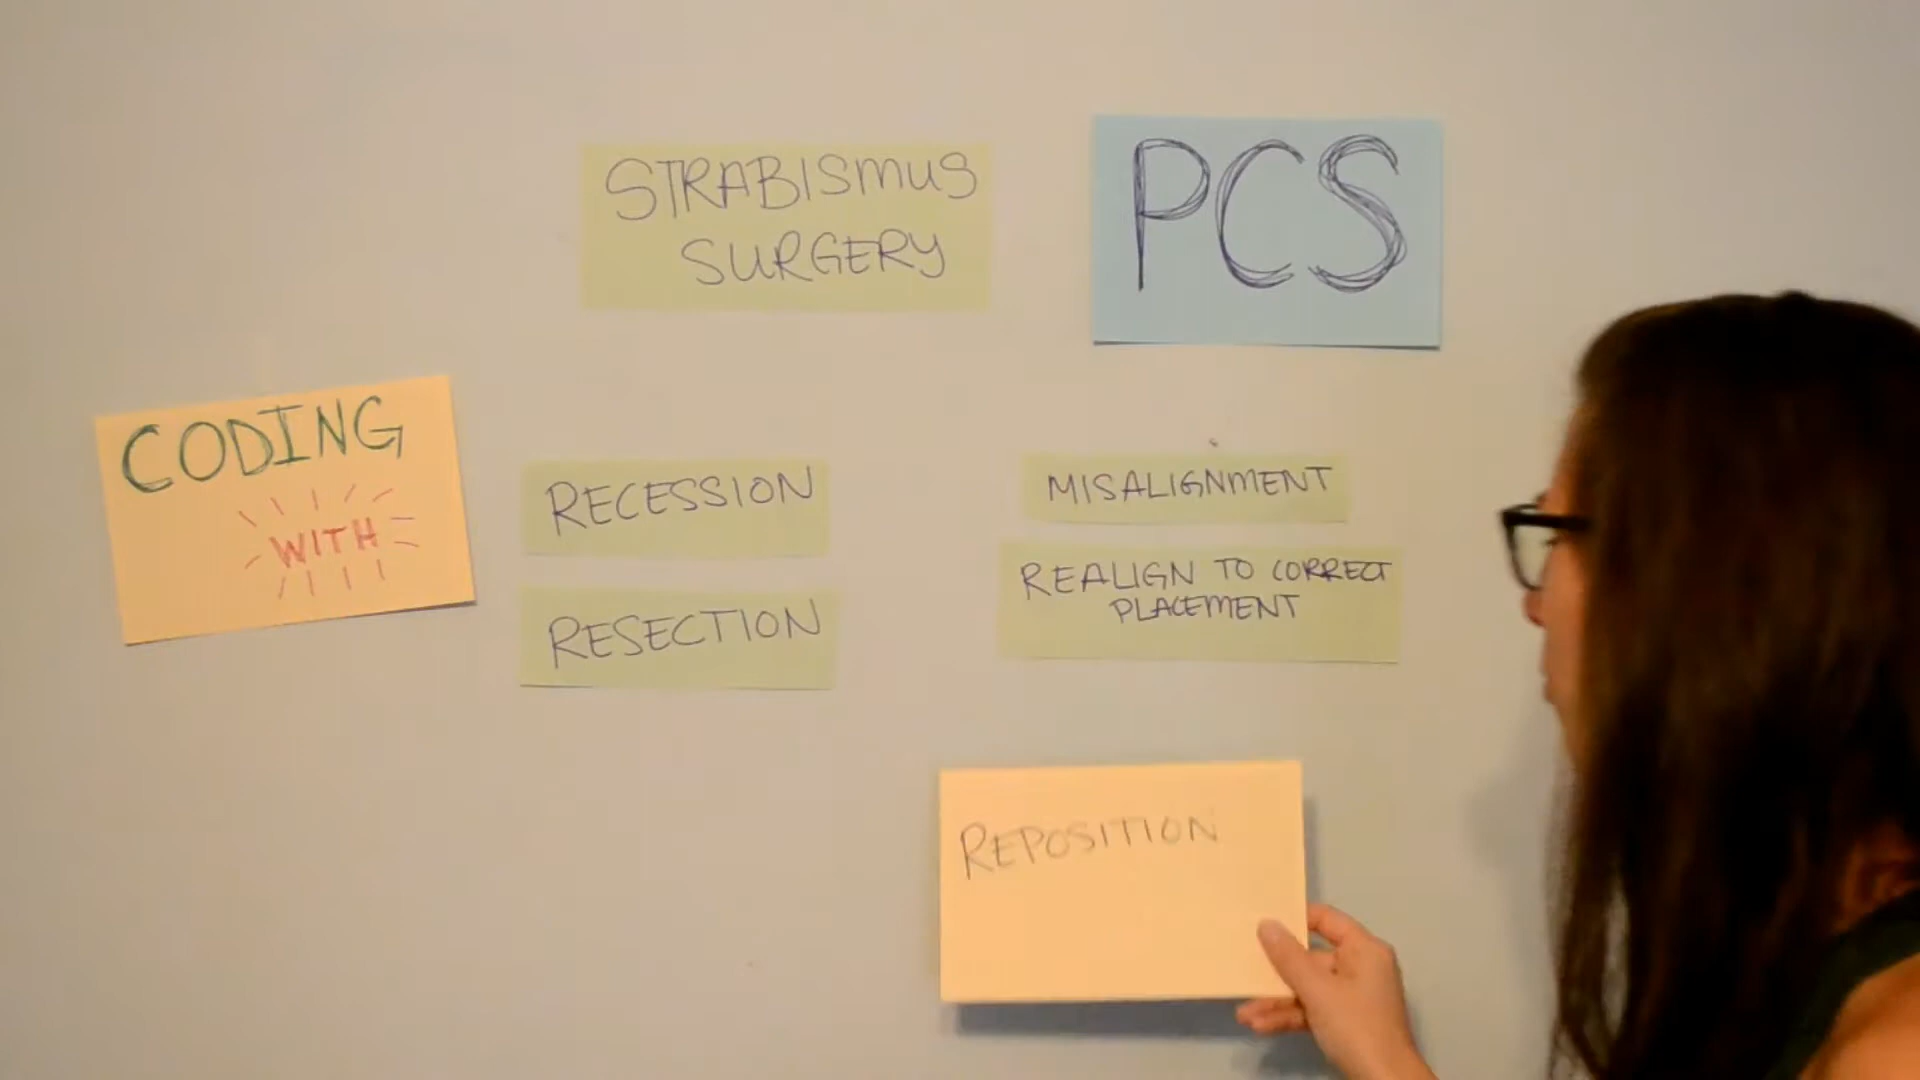 STRABISMUS
SURGERY
PCS
CODING
WITH
RECESSION
RESECTION
MISALIGNMENT
REALIGN TO CORRECT
PLACEMENT
REPOSITION